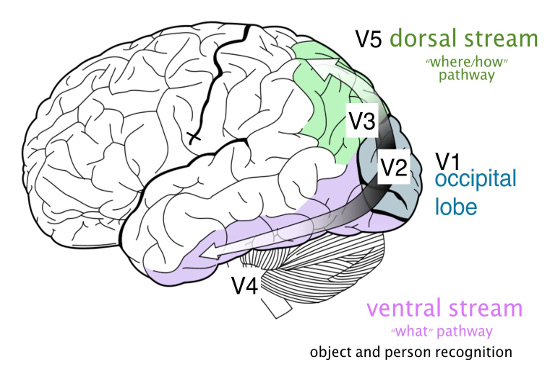 V5 dorsal stream
"where/how"
pathway
V3
V2
V1
occipital
lobe
V4
ventral stream
"what" pathway
object and person recognition